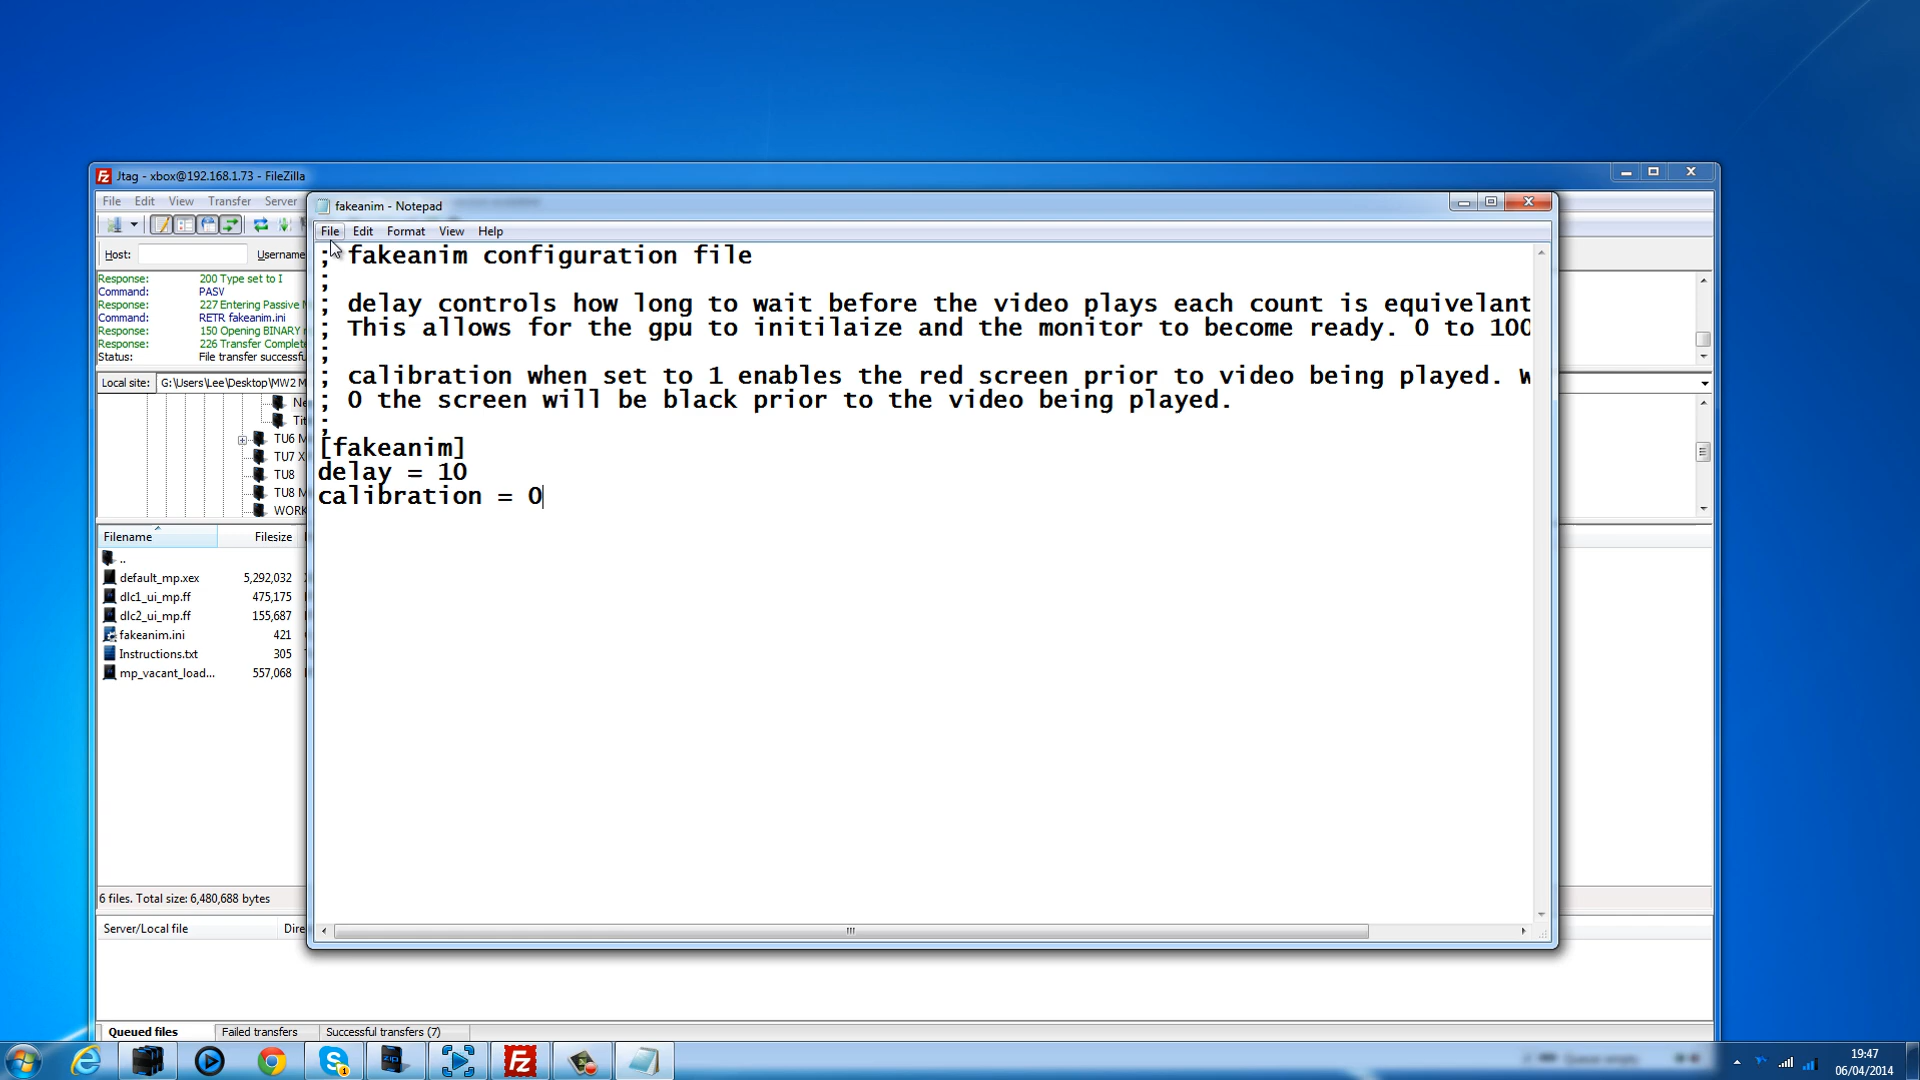 Jtag - xbox@192.168.1.73 - FileZilla
File Edit View Transfer Server
Host: Username
Response: 200 Type set to I
Command: PASV
Response: 227 Entering Passive
Command: RETR fakeanim.ini
Response: 150 Opening BINARY
Response: 226 Transfer Complete
Status: File transfer successfu
Local site: G:\Users\Lee\Desktop\MW2 M
Ne
Tit
TU6 M
TU7 X
TU8
TU8 M
WORK
Filename Filesize
..
default_mp.xex 5,292,032
dlc1_ui_mp.ff 475,175
dlc2_ui_mp.ff 155,687
fakeanim.ini 421
Instructions.txt 305
mp_vacant_load... 557,068
6 files. Total size: 6,480,688 bytes
Server/Local file Dire
Queued files Failed transfers Successful transfers (7)
fakeanim - Notepad
File Edit Format View Help
; fakeanim configuration file
;
; delay controls how long to wait before the video plays each count is equivelant
; This allows for the gpu to initilaize and the monitor to become ready. 0 to 100
;
; calibration when set to 1 enables the red screen prior to video being played. W
; 0 the screen will be black prior to the video being played.
;
[fakeanim]
delay = 10
calibration = 0
Queue: empty
19:47
06/04/2014